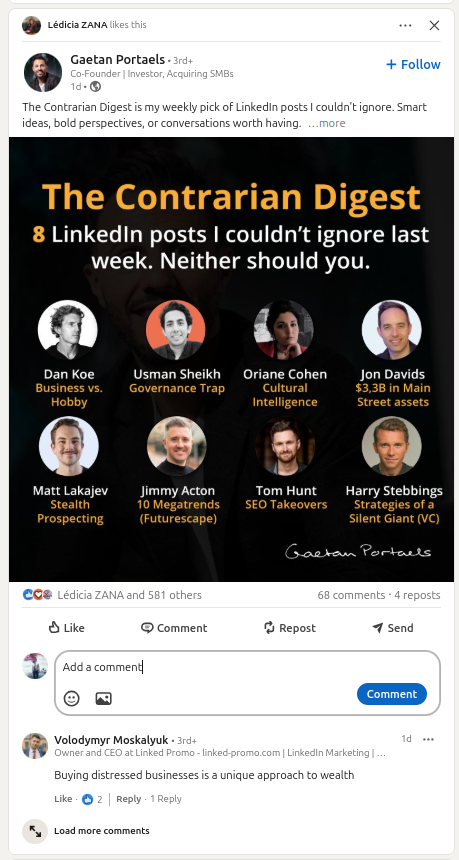 Lédicia ZANA likes this
Gaetan Portaels • 3rd+
Co-Founder | Investor, Acquiring SMBs
1d •
+ Follow
The Contrarian Digest is my weekly pick of LinkedIn posts I couldn't ignore. Smart
ideas, bold perspectives, or conversations worth having. ...more
The Contrarian Digest
8 LinkedIn posts I couldn't ignore last
week. Neither should you.
Dan Koe
Business vs.
Hobby
Usman Sheikh
Governance Trap
Oriane Cohen
Cultural
Intelligence
Jon Davids
$3,3B in Main
Street assets
Matt Lakajev
Stealth
Prospecting
Jimmy Acton
10 Megatrends
(Futurescape)
Tom Hunt
SEO Takeovers
Harry Stebbings
Strategies of a
Silent Giant (VC)
Gaetan Portaels
Lédicia ZANA and 581 others
68 comments · 4 reposts
Like
Comment
Repost
Send
Add a comment
Comment
Volodymyr Moskalyuk • 3rd+
1d
Owner and CEO at Linked Promo - linked-promo.com | LinkedIn Marketing | ...
Buying distressed businesses is a unique approach to wealth
Like · 2 | Reply · 1 Reply
Load more comments